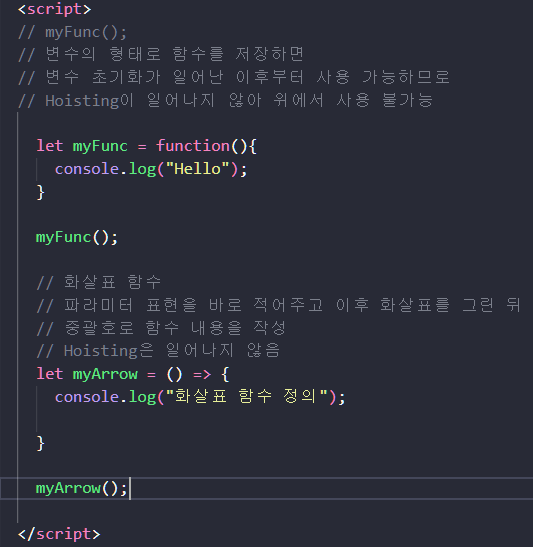 <script>
// myFunc();
// 변수의 형태로 함수를 저장하면
// 변수 초기화가 일어난 이후부터 사용 가능하므로
// Hoisting이 일어나지 않아 위에서 사용 불가능
let myFunc = function(){
console.log("Hello");
}
myFunc();
// 화살표 함수
// 파라미터 표현을 바로 적어주고 이후 화살표를 그린 뒤
// 중괄호로 함수 내용을 작성
// Hoisting은 일어나지 않음
let myArrow = () => {
console.log("화살표 함수 정의");
}
myArrow();
</script>